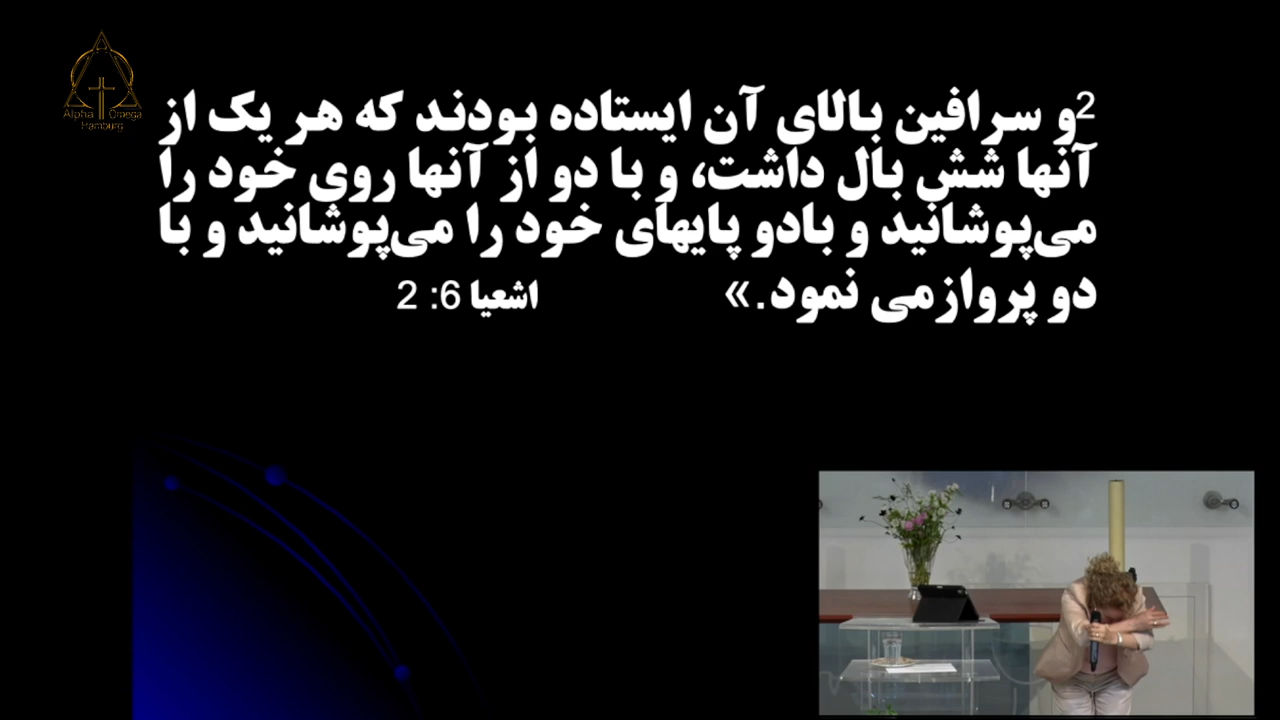 Alpha Omega
Hamburg
2و سرافین بالای آن ایستاده بودند که هر یک از
آنها شش بال داشت، و با دو از آنها روی خود را
می‌پوشانید و بادو پایهای خود را می‌پوشانید و با
دو پروازمی نمود.» اشعیا 6: 2